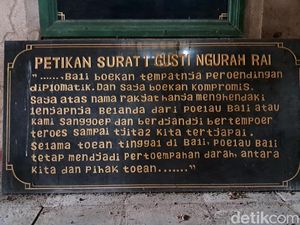 PETIKAN SURAT I GUSTI NGURAH RAI
".......Bali boekan tempatnja peroendingan
diplomatik. Dan saja boekan kompromis.
Saja atas nama rakjat hanja menghendaki
lenjapnja Belanda dari poelau Bali atau
kami sanggoep dan berdjandji bertempoer
teroes sampai tjita2 kita tertjapai.
Selama toean tinggal di Bali, poelau Bali
tetap mendjadi pertoempahan darah, antara
kita dan pihak toean......."
detikcom